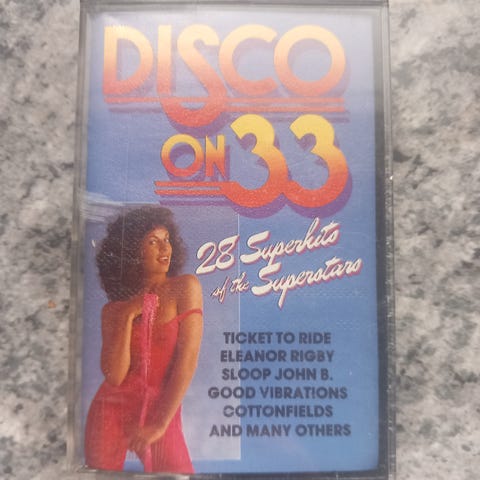 DISCO
ON 33
28 Superhits
of the Superstars
TICKET TO RIDE
ELEANOR RIGBY
SLOOP JOHN B.
GOOD VIBRATIONS
COTTONFIELDS
AND MANY OTHERS